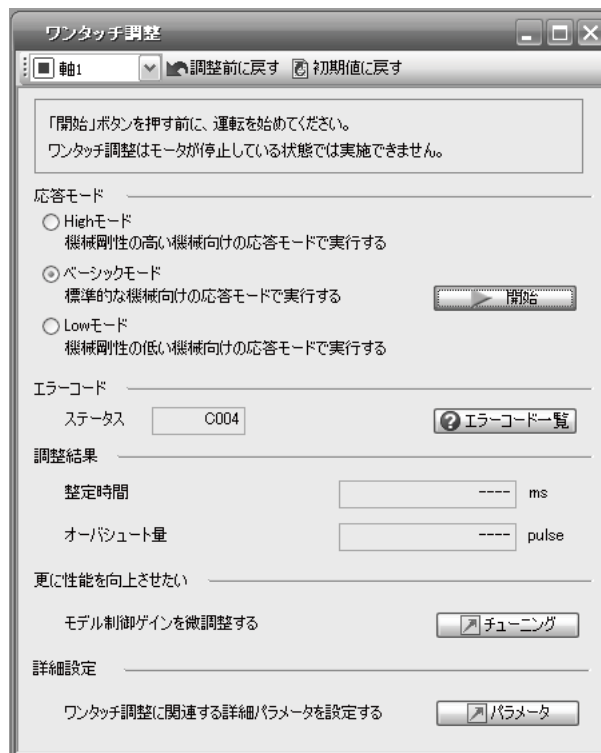 ワンタッチ調整
軸1 調整前に戻す 初期値に戻す
「開始」ボタンを押す前に、運転を始めてください。
ワンタッチ調整はモータが停止している状態では実施できません。
応答モード
Highモード
機械剛性の高い機械向けの応答モードで実行する
ベーシックモード
標準的な機械向けの応答モードで実行する
開始
Lowモード
機械剛性の低い機械向けの応答モードで実行する
エラーコード
ステータス C004 エラーコード一覧
調整結果
整定時間 ---- ms
オーバシュート量 ---- pulse
更に性能を向上させたい
モデル制御ゲインを微調整する チューニング
詳細設定
ワンタッチ調整に関連する詳細パラメータを設定する パラメータ